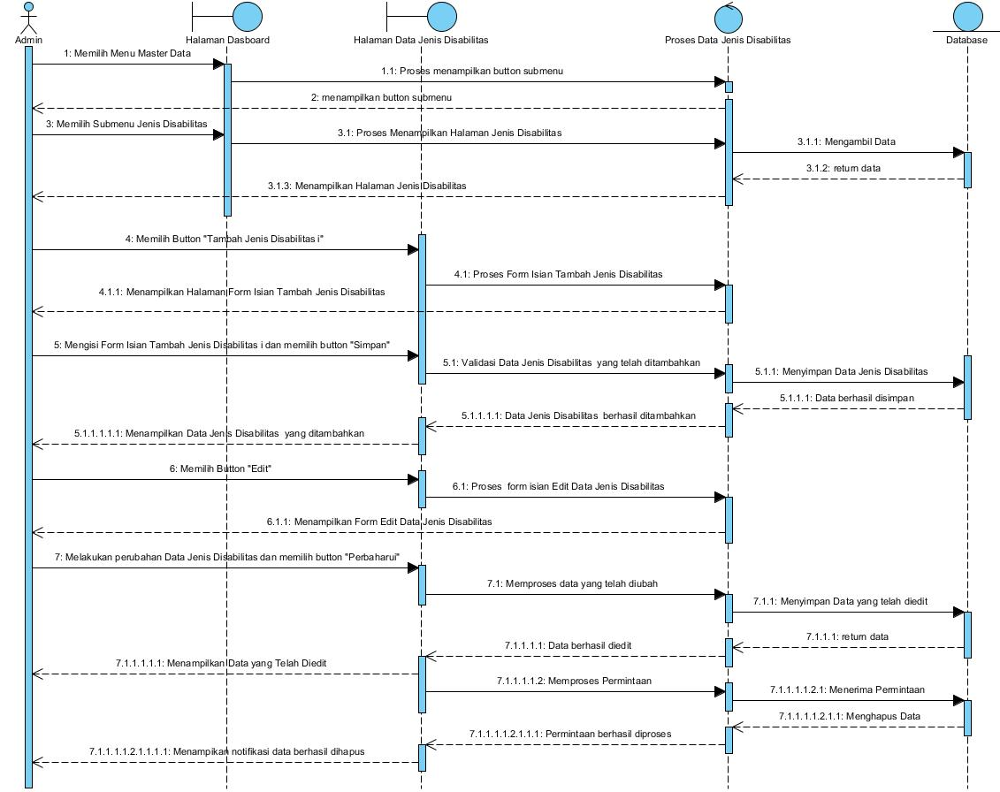 Admin
Halaman Dasboard
Halaman Data Jenis Disabilitas
Proses Data Jenis Disabilitas
Database
1: Memilih Menu Master Data
1.1: Proses menampilkan button submenu
2: menampilkan button submenu
3: Memilih Submenu Jenis Disabilitas
3.1: Proses Menampilkan Halaman Jenis Disabilitas
3.1.1: Mengambil Data
3.1.2: return data
3.1.3: Menampilkan Halaman Jenis Disabilitas
4: Memilih Button "Tambah Jenis Disabilitas i"
4.1: Proses Form Isian Tambah Jenis Disabilitas
4.1.1: Menampilkan Halaman Form Isian Tambah Jenis Disabilitas
5: Mengisi Form Isian Tambah Jenis Disabilitas i dan memilih button "Simpan"
5.1: Validasi Data Jenis Disabilitas yang telah ditambahkan
5.1.1: Menyimpan Data Jenis Disabilitas
5.1.1.1: Data berhasil disimpan
5.1.1.1.1: Data Jenis Disabilitas berhasil ditambahkan
5.1.1.1.1.1: Menampilkan Data Jenis Disabilitas yang ditambahkan
6: Memilih Button "Edit"
6.1: Proses form isian Edit Data Jenis Disabilitas
6.1.1: Menampilkan Form Edit Data Jenis Disabilitas
7: Melakukan perubahan Data Jenis Disabilitas dan memilih button "Perbaharui"
7.1: Memproses data yang telah diubah
7.1.1: Menyimpan Data yang telah diedit
7.1.1.1: return data
7.1.1.1.1: Data berhasil diedit
7.1.1.1.1.1: Menampilkan Data yang Telah Diedit
7.1.1.1.1.2: Memproses Permintaan
7.1.1.1.1.2.1: Menerima Permintaan
7.1.1.1.1.2.1.1: Menghapus Data
7.1.1.1.1.2.1.1.1: Permintaan berhasil diproses
7.1.1.1.1.2.1.1.1.1: Menampikan notifikasi data berhasil dihapus